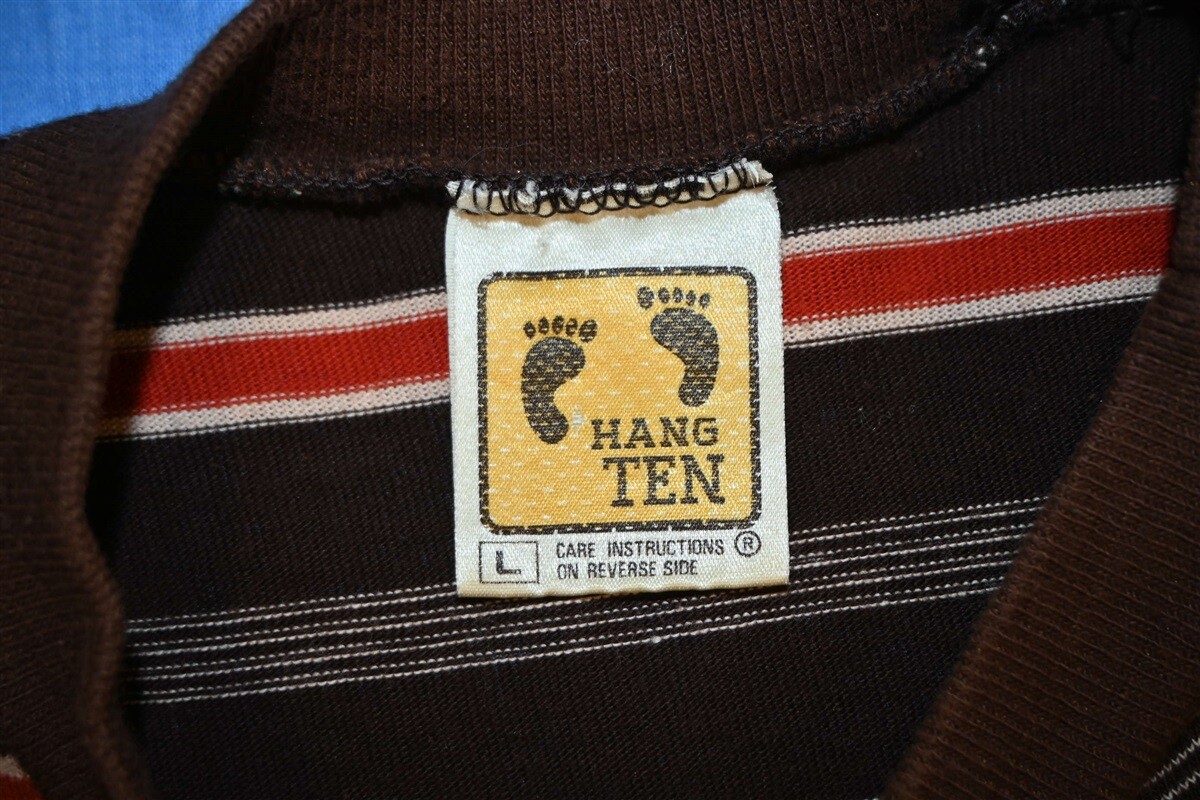 HANG
TEN
L
CARE INSTRUCTIONS ®
ON REVERSE SIDE